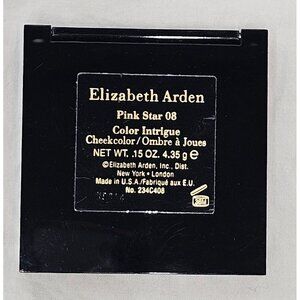 Elizabeth Arden
Pink Star 08
Color Intrigue
Cheekcolor/Ombre à Joues
NET WT. .15 OZ. 4.35 g e
©Elizabeth Arden, Inc., Dist.
New York • London
Made in U.S.A./Fabriqué aux E.U.
No. 234C408